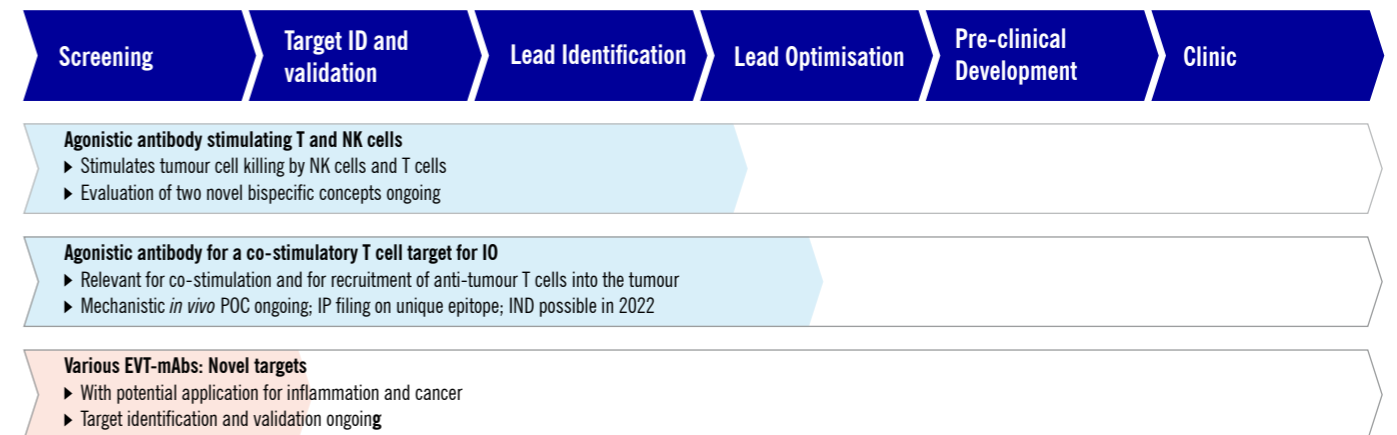 Screening
Target ID and
validation
Lead Identification
Lead Optimisation
Pre-clinical
Development
Clinic
Agonistic antibody stimulating T and NK cells
▶ Stimulates tumour cell killing by NK cells and T cells
▶ Evaluation of two novel bispecific concepts ongoing
Agonistic antibody for a co-stimulatory T cell target for IO
▶ Relevant for co-stimulation and for recruitment of anti-tumour T cells into the tumour
▶ Mechanistic in vivo POC ongoing; IP filing on unique epitope; IND possible in 2022
Various EVT-mAbs: Novel targets
▶ With potential application for inflammation and cancer
▶ Target identification and validation ongoing